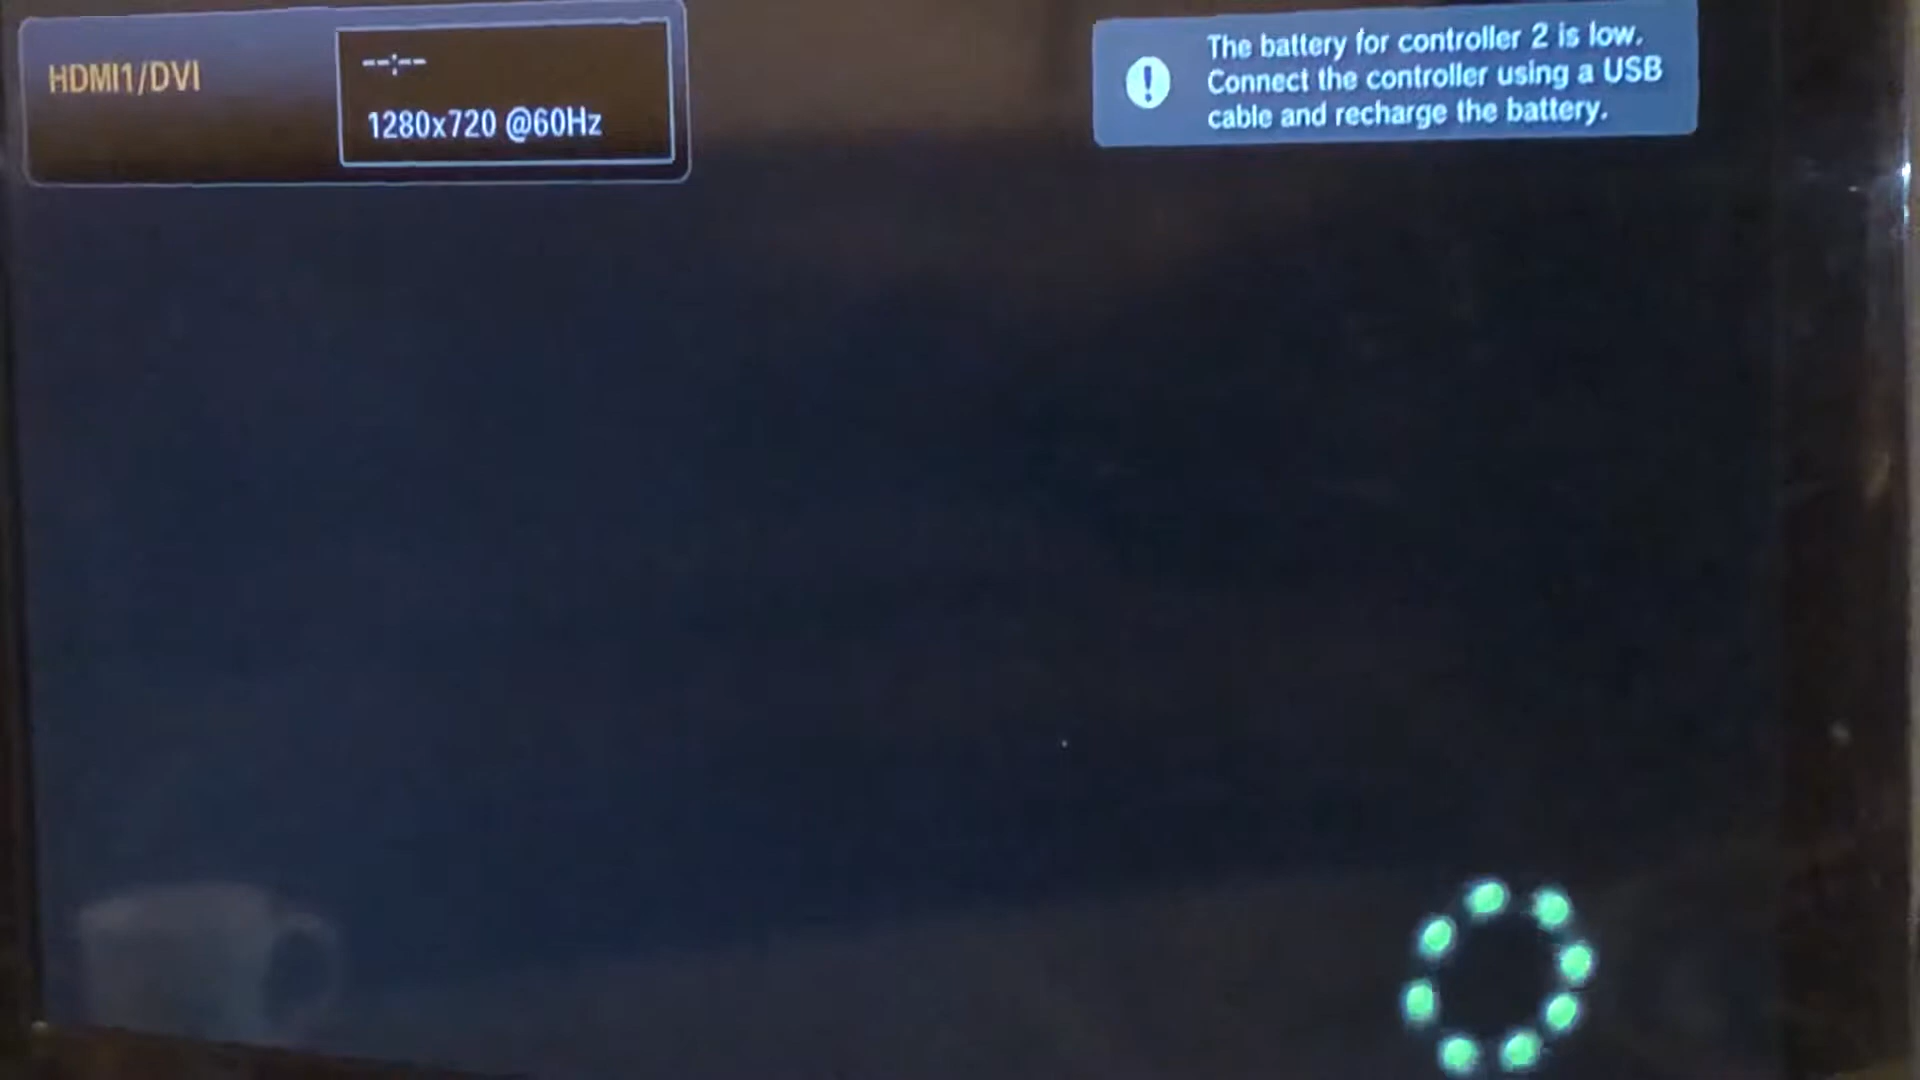 HDMI1/DVI
--:--
1280x720 @60Hz
The battery for controller 2 is low.
Connect the controller using a USB
cable and recharge the battery.